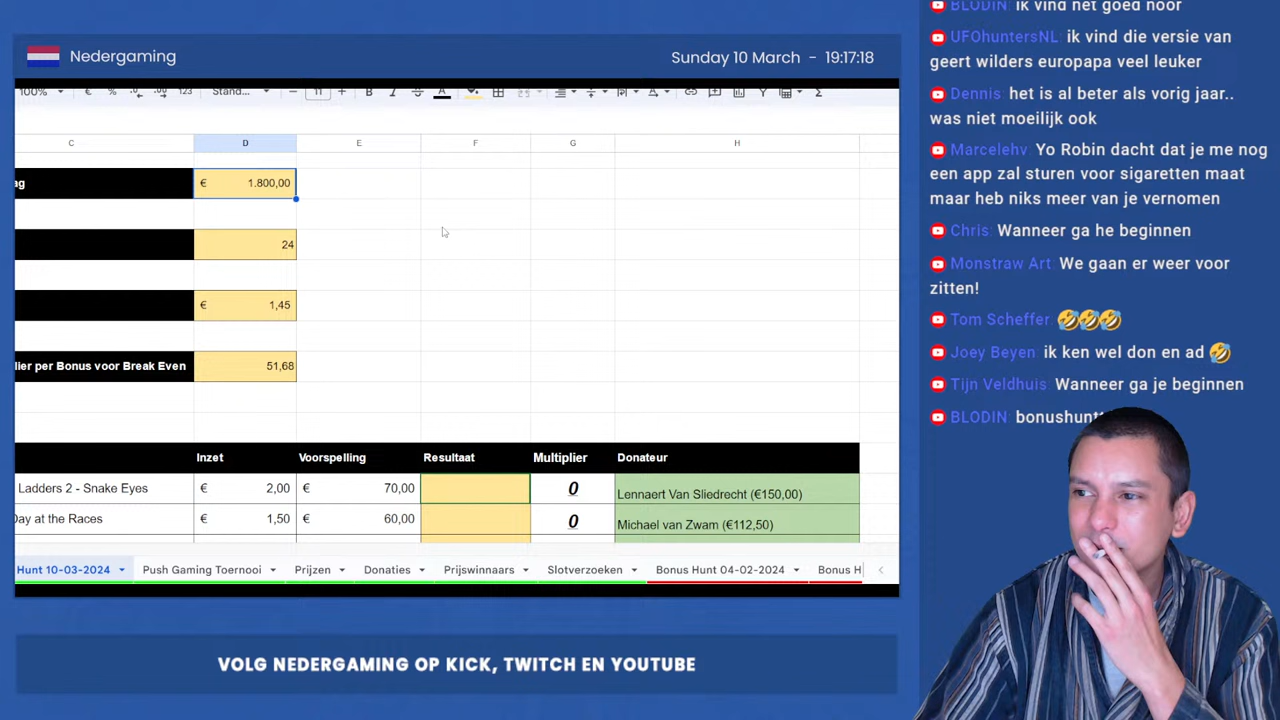 Nedergaming
Sunday 10 March - 19:17:18
100%
€
%
.0
.00
123
Stand...
11
B
I
A
Σ
C
D
E
F
G
H
ag
€ 1.800,00
24
€ 1,45
lier per Bonus voor Break Even
51,68
Inzet
Voorspelling
Resultaat
Multiplier
Donateur
Ladders 2 - Snake Eyes
€ 2,00
€ 70,00
0
Lennaert Van Sliedrecht (€150,00)
Day at the Races
€ 1,50
€ 60,00
0
Michael van Zwam (€112,50)
Hunt 10-03-2024
Push Gaming Toernooi
Prijzen
Donaties
Prijswinnaars
Slotverzoeken
Bonus Hunt 04-02-2024
Bonus H
VOLG NEDERGAMING OP KICK, TWITCH EN YOUTUBE
BLODIN: ik vind het goed hoor
UFOhuntersNL: ik vind die versie van
geert wilders europapa veel leuker
Dennis: het is al beter als vorig jaar..
was niet moeilijk ook
Marcelehv: Yo Robin dacht dat je me nog
een app zal sturen voor sigaretten maat
maar heb niks meer van je vernomen
Chris: Wanneer ga he beginnen
Monstraw Art: We gaan er weer voor
zitten!
Tom Scheffer: 🤣🤣🤣
Joey Beyen: ik ken wel don en ad 🤣
Tijn Veldhuis: Wanneer ga je beginnen
BLODIN: